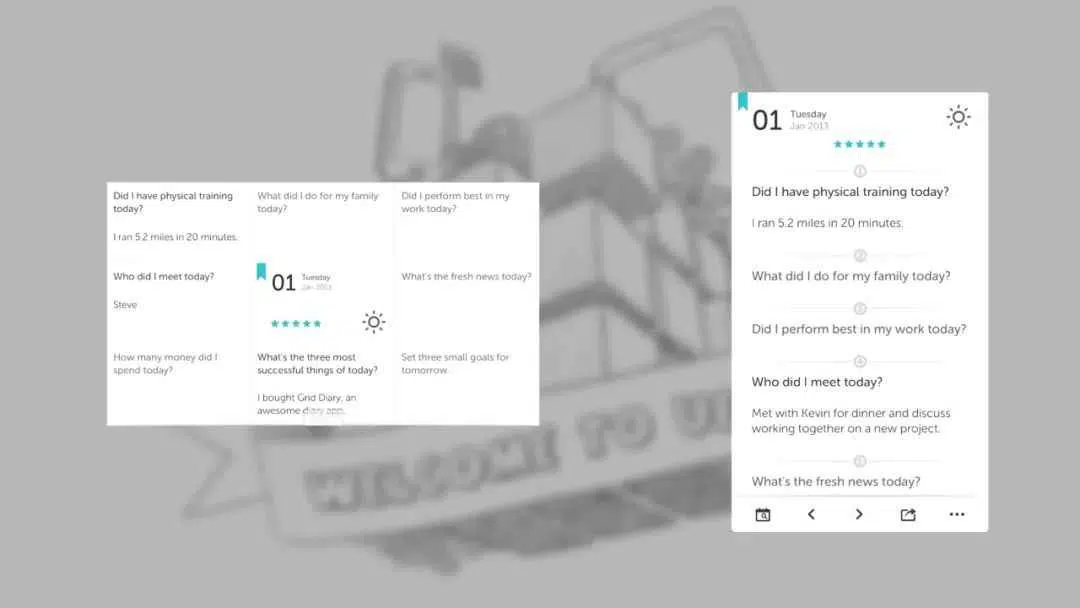 Did I have physical training
today?
I ran 5.2 miles in 20 minutes.
What did I do for my family
today?
Did I perform best in my
work today?
Who did I meet today?
Steve
01
Tuesday
Jan 2013
What's the fresh news today?
How many money did I
spend today?
What's the three most
successful things of today?
I bought Grid Diary, an
awesome diary app.
Set three small goals for
tomorrow.
WELCOME TO
01
Tuesday
Jan 2013
1
Did I have physical training today?
I ran 5.2 miles in 20 minutes.
2
What did I do for my family today?
3
Did I perform best in my work today?
4
Who did I meet today?
Met with Kevin for dinner and discuss
working together on a new project.
5
What's the fresh news today?